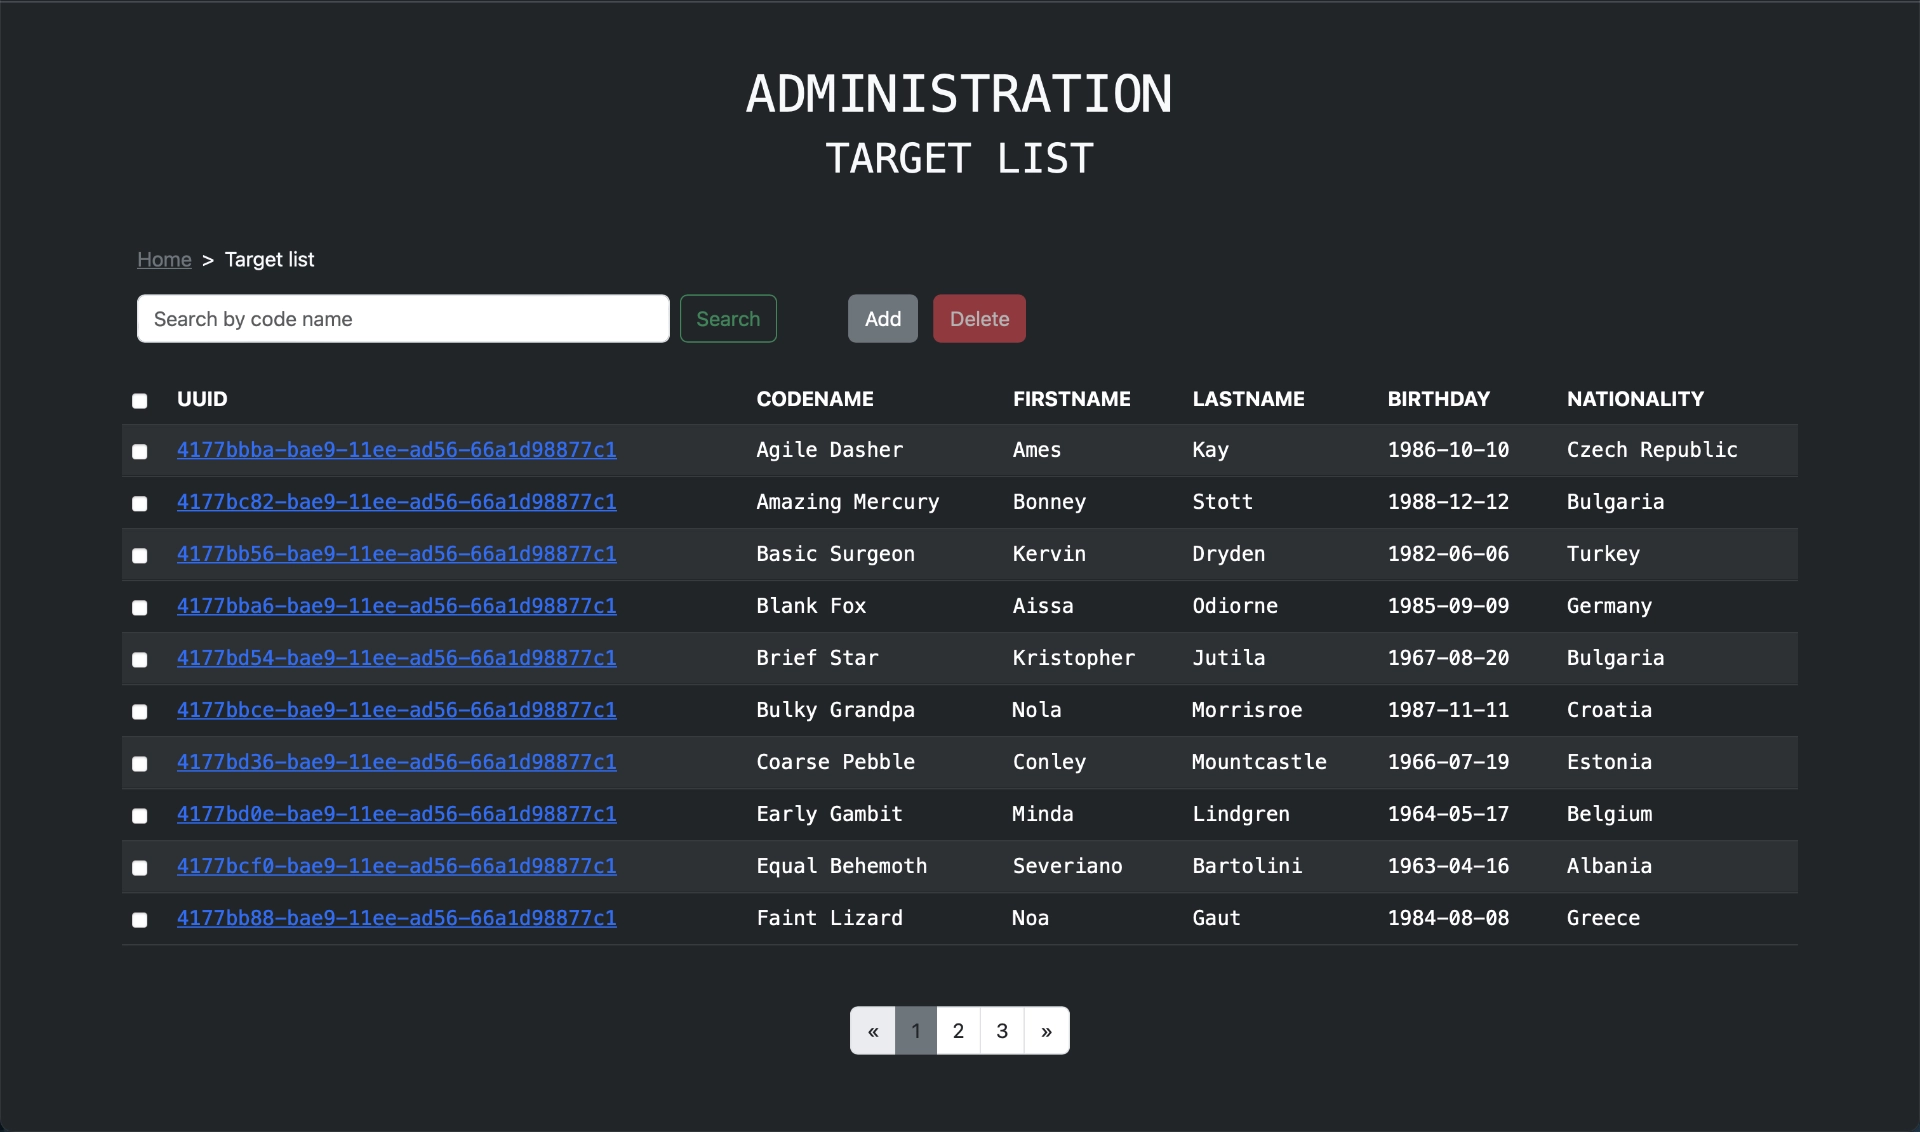 ADMINISTRATION
TARGET LIST
Home > Target list
Search by code name Search Add Delete
UUID CODENAME FIRSTNAME LASTNAME BIRTHDAY NATIONALITY
4177bbba-bae9-11ee-ad56-66a1d98877c1 Agile Dasher Ames Kay 1986-10-10 Czech Republic
4177bc82-bae9-11ee-ad56-66a1d98877c1 Amazing Mercury Bonney Stott 1988-12-12 Bulgaria
4177bb56-bae9-11ee-ad56-66a1d98877c1 Basic Surgeon Kervin Dryden 1982-06-06 Turkey
4177bba6-bae9-11ee-ad56-66a1d98877c1 Blank Fox Aissa Odiorne 1985-09-09 Germany
4177bd54-bae9-11ee-ad56-66a1d98877c1 Brief Star Kristopher Jutila 1967-08-20 Bulgaria
4177bbce-bae9-11ee-ad56-66a1d98877c1 Bulky Grandpa Nola Morrisroe 1987-11-11 Croatia
4177bd36-bae9-11ee-ad56-66a1d98877c1 Coarse Pebble Conley Mountcastle 1966-07-19 Estonia
4177bd0e-bae9-11ee-ad56-66a1d98877c1 Early Gambit Minda Lindgren 1964-05-17 Belgium
4177bcf0-bae9-11ee-ad56-66a1d98877c1 Equal Behemoth Severiano Bartolini 1963-04-16 Albania
4177bb88-bae9-11ee-ad56-66a1d98877c1 Faint Lizard Noa Gaut 1984-08-08 Greece
« 1 2 3 »